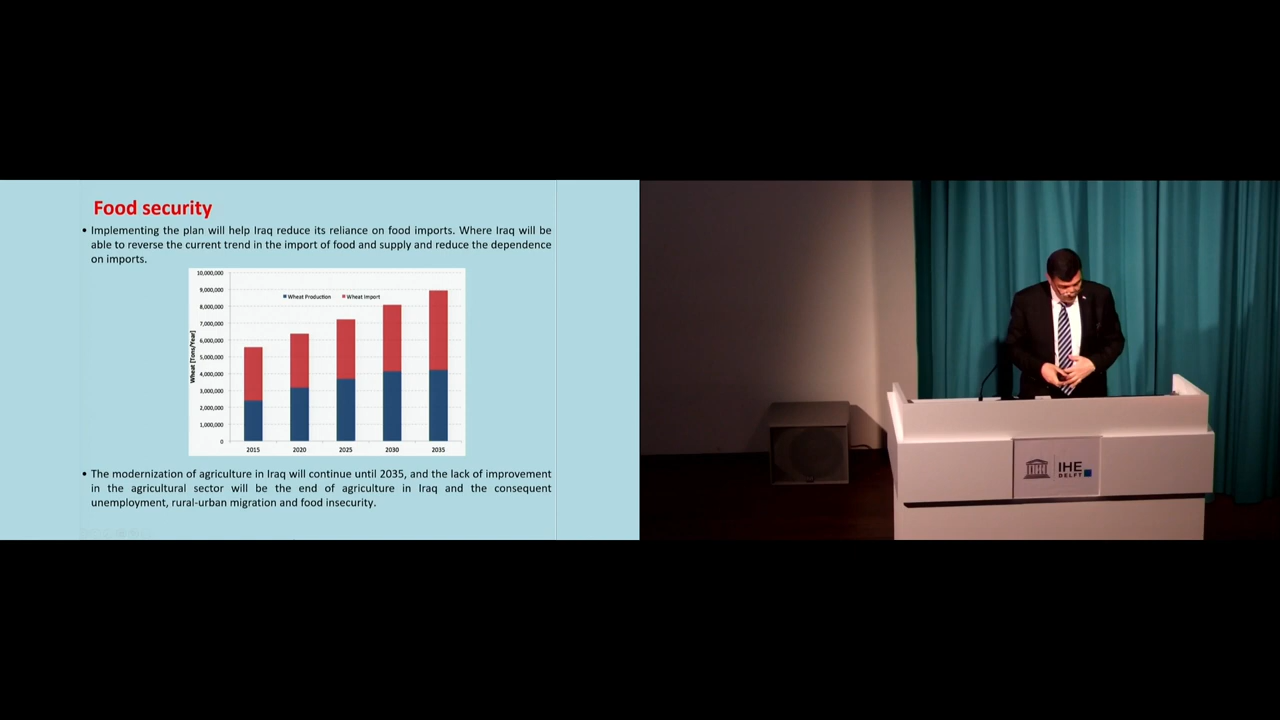 Food security
• Implementing the plan will help Iraq reduce its reliance on food imports. Where Iraq will be
able to reverse the current trend in the import of food and supply and reduce the dependence
on imports.
10,000,000
9,000,000
8,000,000
7,000,000
6,000,000
5,000,000
4,000,000
3,000,000
2,000,000
1,000,000
0
Wheat [Tons/Year]
Wheat Production Wheat Import
2015 2020 2025 2030 2035
• The modernization of agriculture in Iraq will continue until 2035, and the lack of improvement
in the agricultural sector will be the end of agriculture in Iraq and the consequent
unemployment, rural-urban migration and food insecurity.
IHE
DELFT